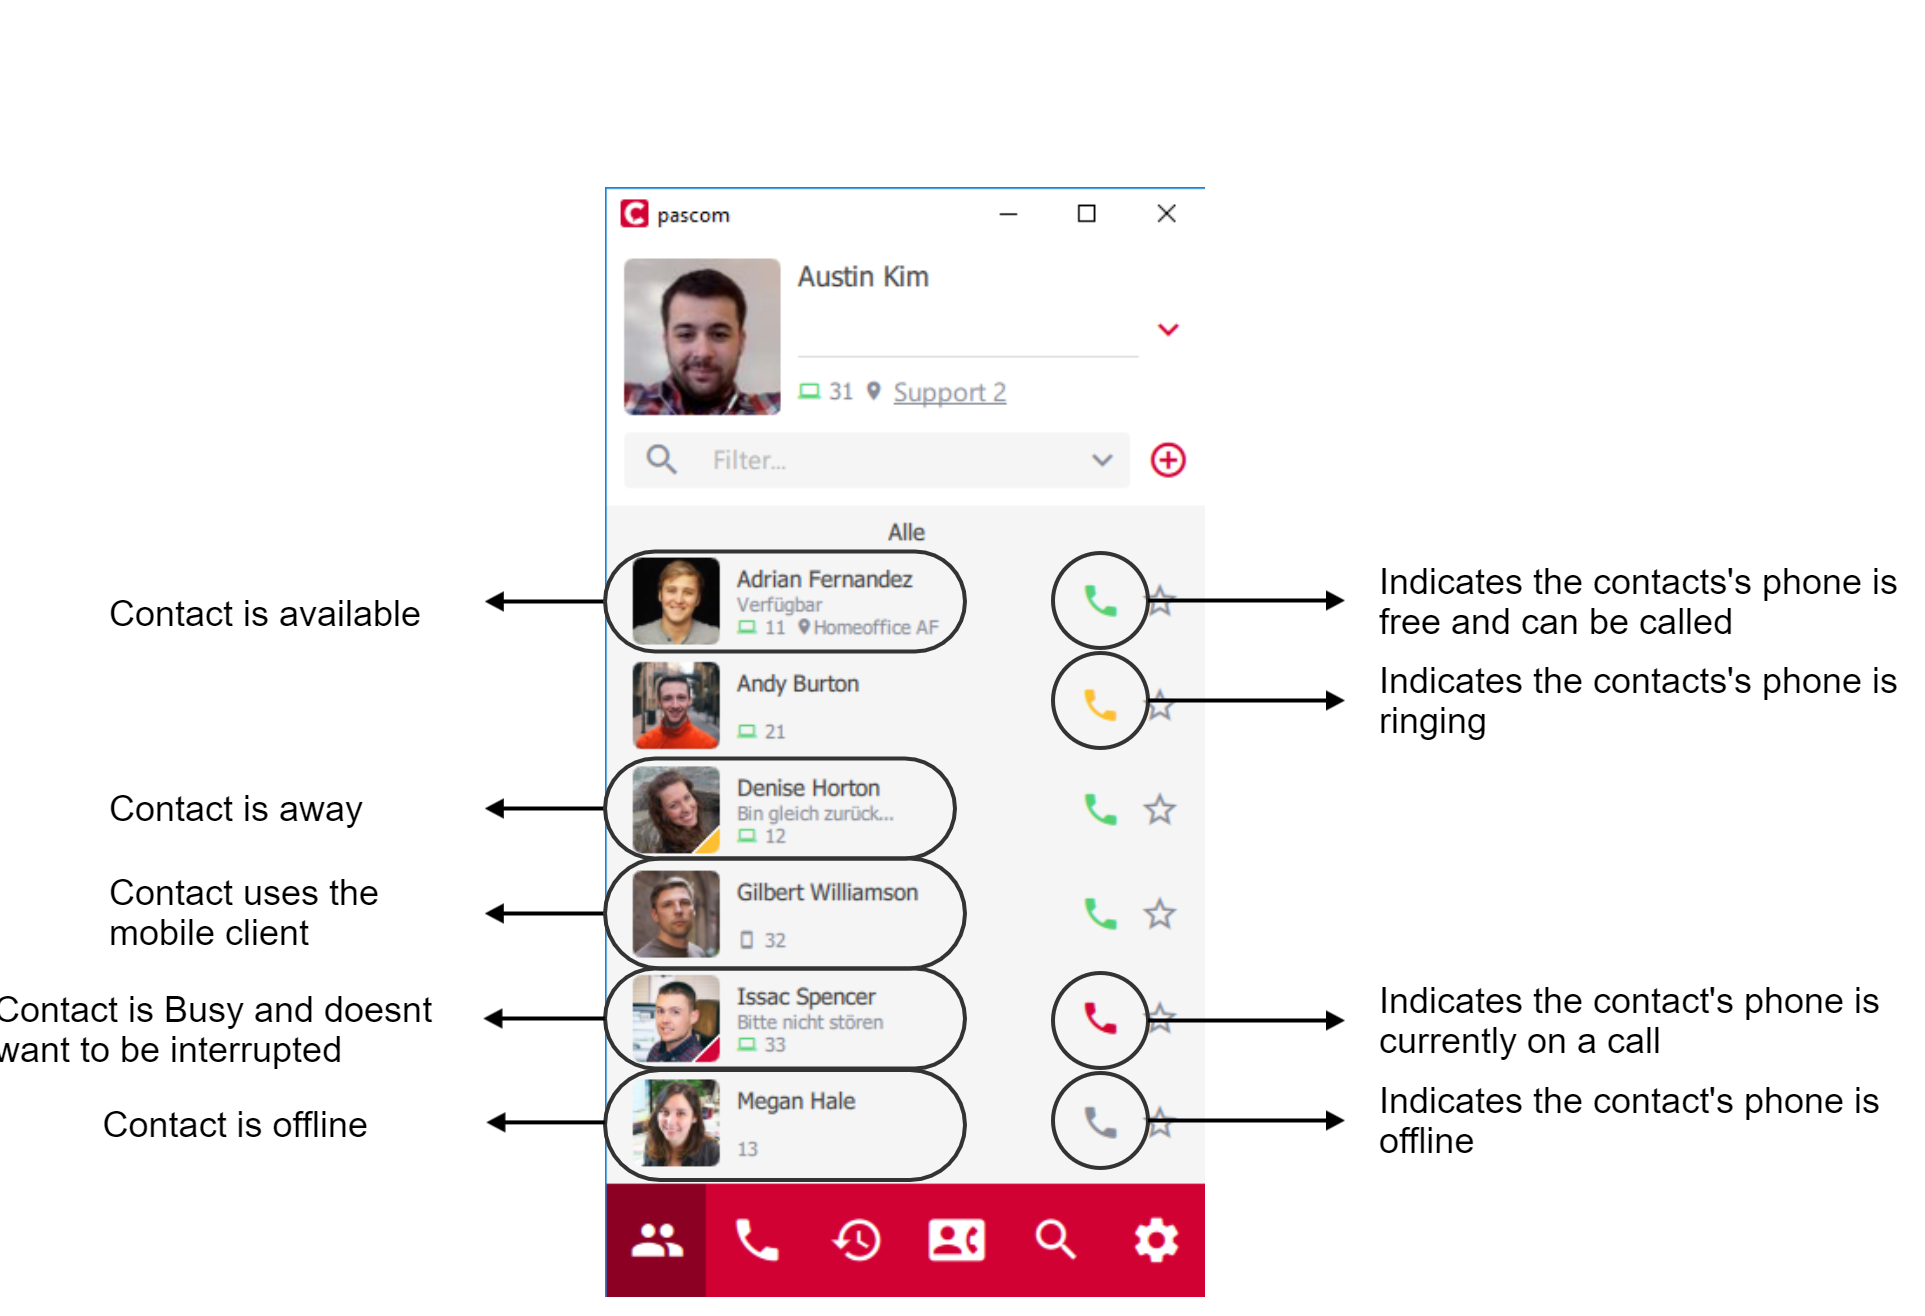 pascom
Austin Kim
31 Support 2
Filter...
Alle
Contact is available
Adrian Fernandez
Verfügbar
11 Homeoffice AF
Indicates the contacts's phone is
free and can be called
Andy Burton
21
Indicates the contacts's phone is
ringing
Contact is away
Denise Horton
Bin gleich zurück...
12
Contact uses the
mobile client
Gilbert Williamson
32
Contact is Busy and doesnt
want to be interrupted
Issac Spencer
Bitte nicht stören
33
Indicates the contact's phone is
currently on a call
Contact is offline
Megan Hale
13
Indicates the contact's phone is
offline